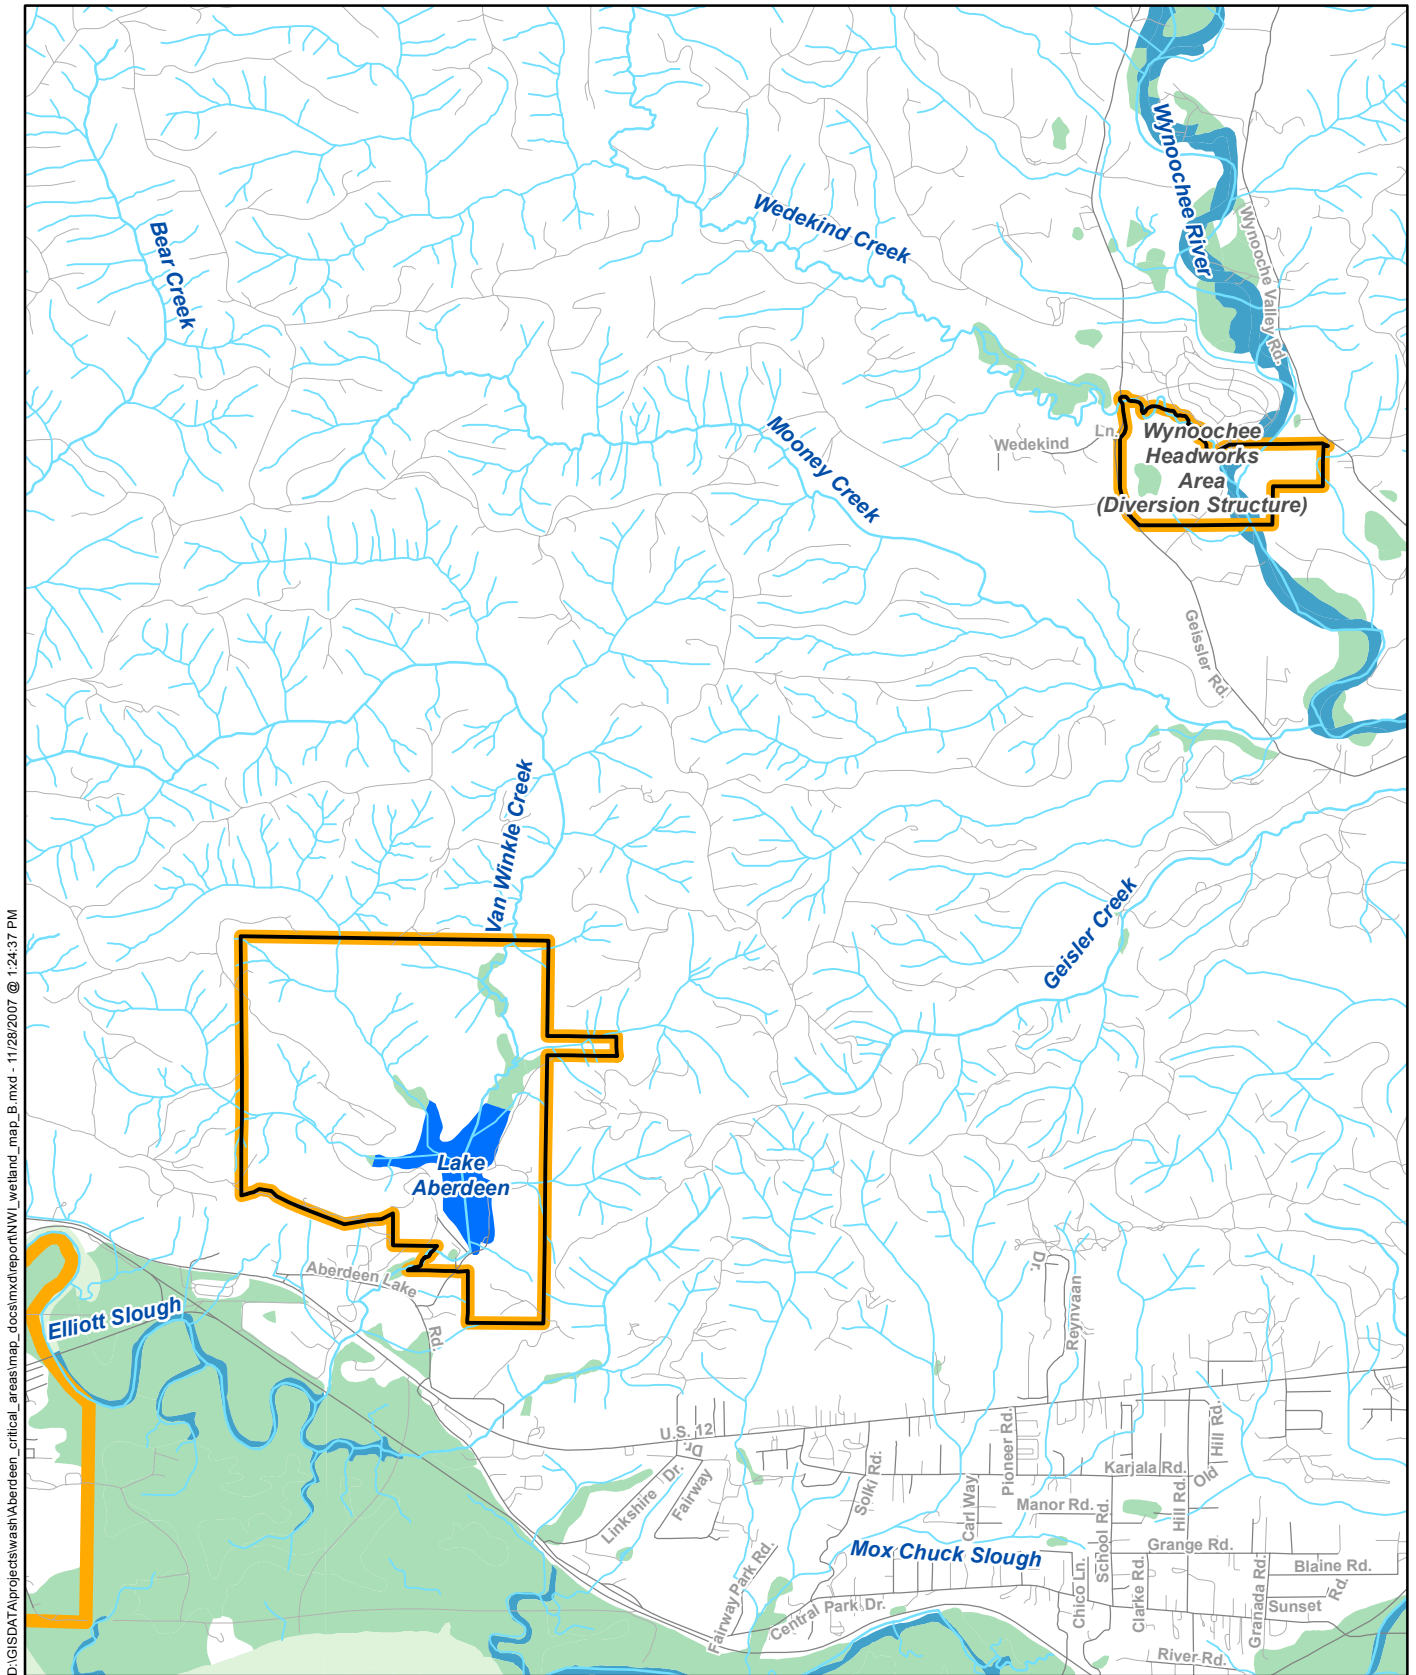 Wynoochee River
Wynooche Valley Rd.
Wedekind Creek
Bear Creek
Mooney Creek
Wedekind Ln.
Wynoochee
Headworks
Area
(Diversion Structure)
Geissler Rd.
Van Winkle Creek
Geisler Creek
Lake
Aberdeen
Aberdeen Lake Rd.
Elliott Slough
Reynvaan Dr.
U.S. 12
Fairway Dr.
Linkshire Dr.
Fairway Park Rd.
Solki Rd.
Carl Way
Pioneer Rd.
Karjala Rd.
Old Hill Rd.
Hill Rd.
Manor Rd.
School Rd.
Grange Rd.
Mox Chuck Slough
Blaine Rd.
Chico Ln.
Clarke Rd.
Granada Rd.
Sunset Rd.
Central Park Dr.
River Rd.
D:\GISDATA\projects\wash\Aberdeen_critical_areas\map_docs\mxd\report\NWI_wetland_map_B.mxd - 11/28/2007 @ 1:24:37 PM